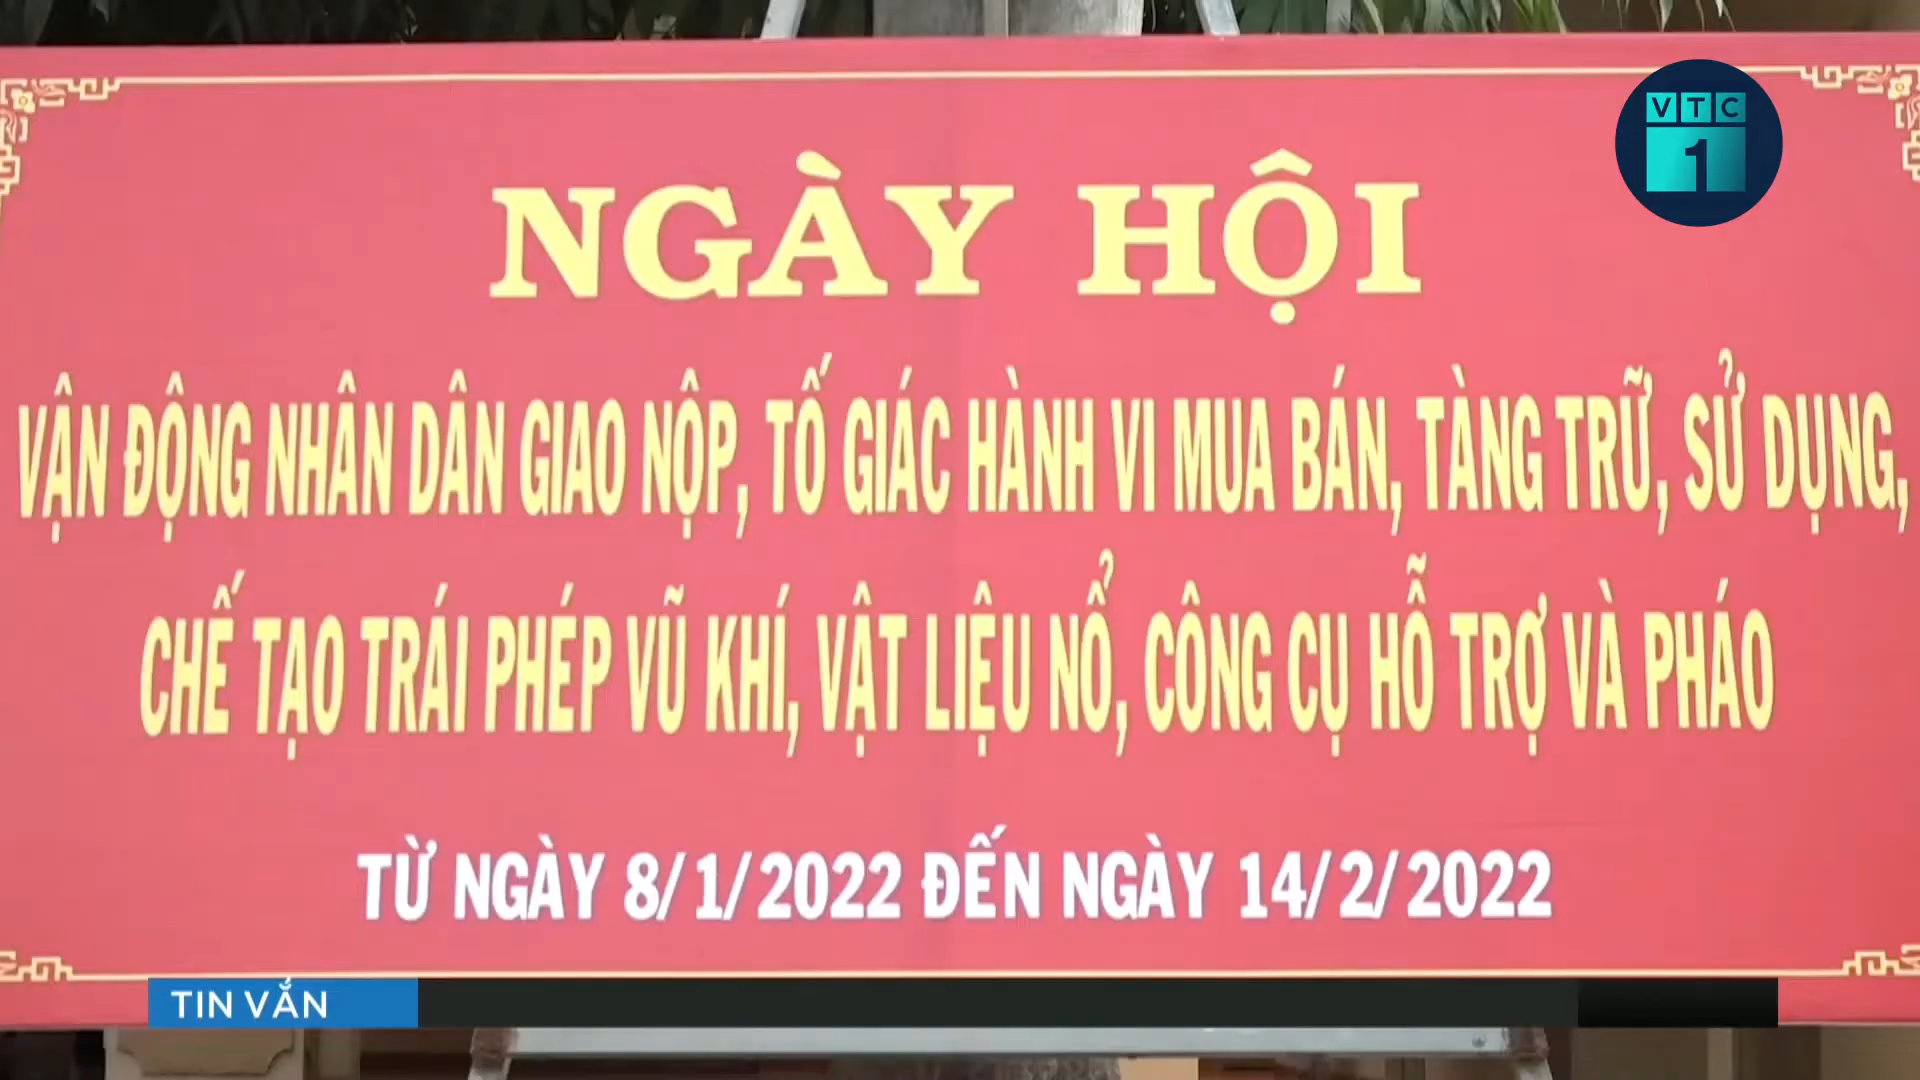 VTC
1
NGÀY HỘI
VẬN ĐỘNG NHÂN DÂN GIAO NỘP, TỐ GIÁC HÀNH VI MUA BÁN, TÀNG TRỮ, SỬ DỤNG,
CHẾ TẠO TRÁI PHÉP VŨ KHÍ, VẬT LIỆU NỔ, CÔNG CỤ HỖ TRỢ VÀ PHÁO
TỪ NGÀY 8/1/2022 ĐẾN NGÀY 14/2/2022
TIN VẮN